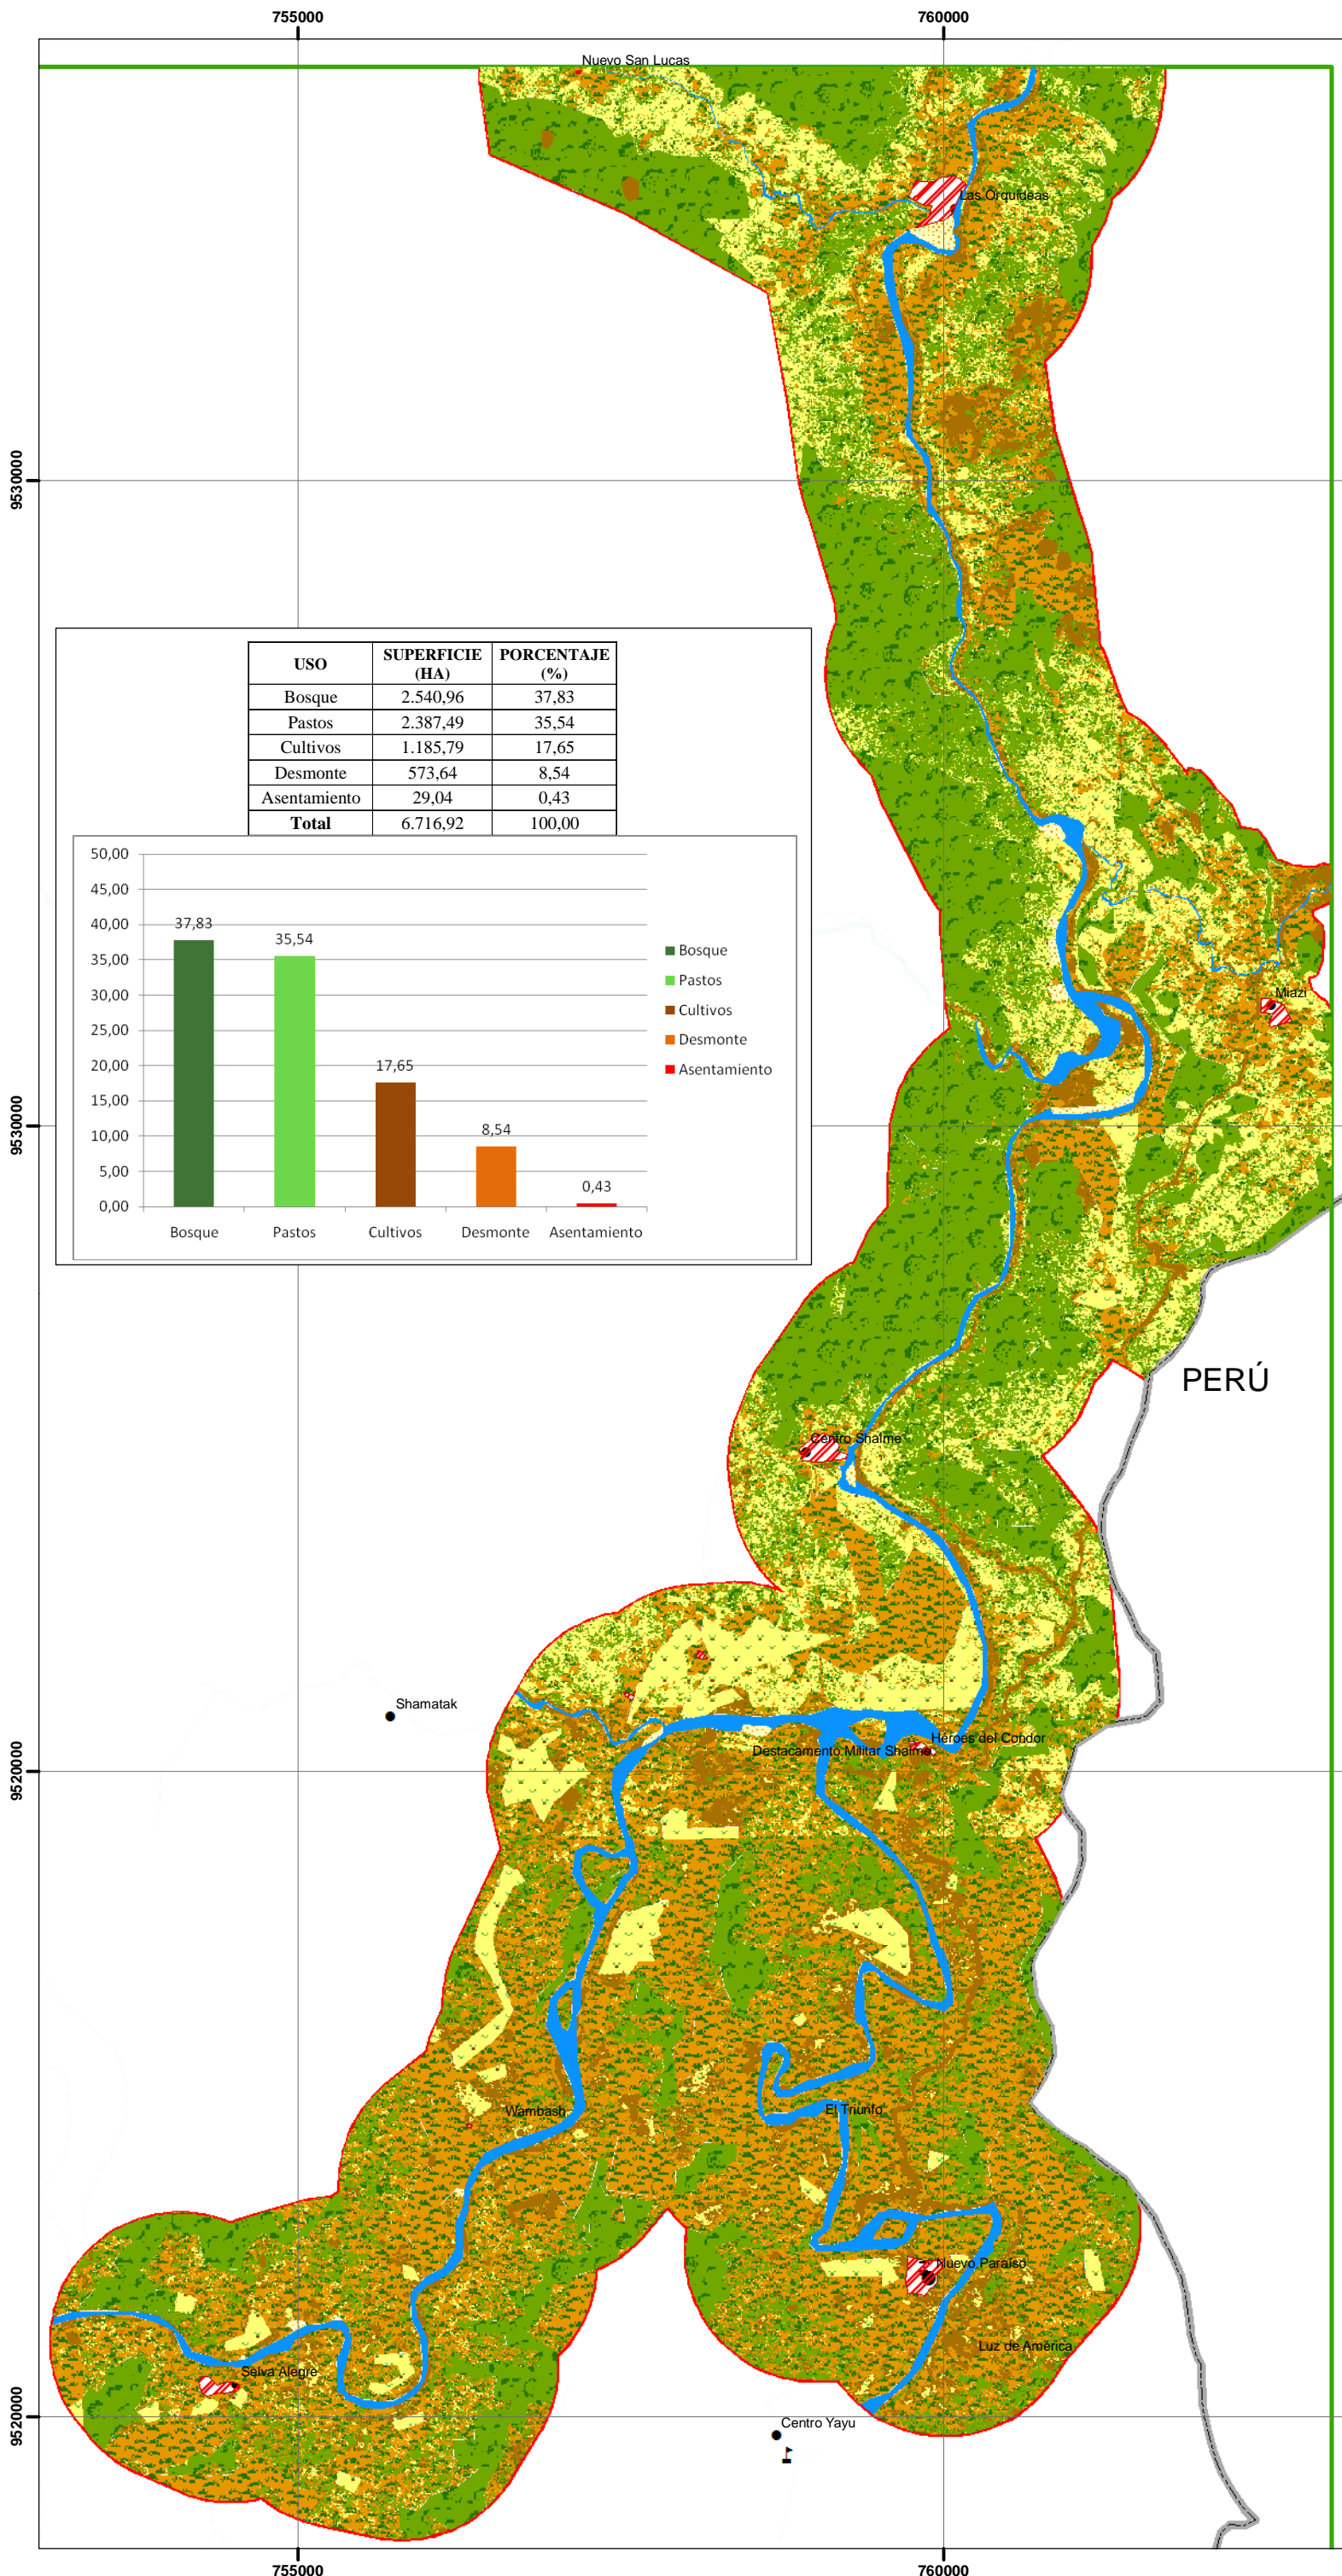 755000 760000
Nuevo San Lucas
Las Orquideas
9530000
USO SUPERFICIE (HA) PORCENTAJE (%)
Bosque 2.540,96 37,83
Pastos 2.387,49 35,54
Cultivos 1.185,79 17,65
Desmonte 573,64 8,54
Asentamiento 29,04 0,43
Total 6.716,92 100,00
50,00
45,00
40,00
35,00
30,00
25,00
20,00
15,00
10,00
5,00
0,00
37,83
35,54
17,65
8,54
0,43
Bosque Pastos Cultivos Desmonte Asentamiento
Bosque
Pastos
Cultivos
Desmonte
Asentamiento
Miazi
9530000
PERÚ
Centro Shaime
Shamatak
Héroes del Condor
Destacamento Militar Shaime
9520000
Wambash
El Triunfo
Nuevo Paraiso
Luz de América
Selva Alegre
Centro Yayu
9520000
755000 760000